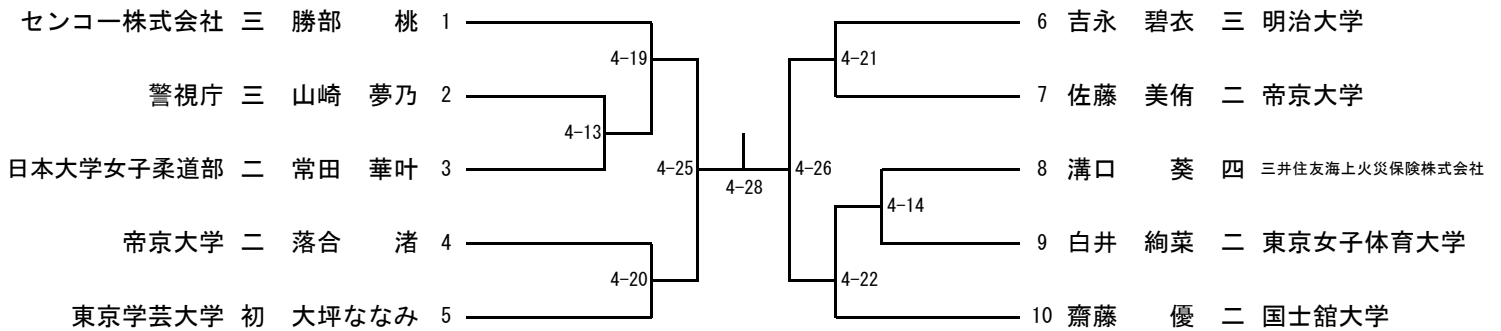 センコー株式会社 三 勝部 桃 1
4-19
警視庁 三 山崎 夢乃 2
4-13
日本大学女子柔道部 二 常田 華叶 3
4-25
帝京大学 二 落合 渚 4
4-20
東京学芸大学 初 大坪ななみ 5
4-28
6 吉永 碧衣 三 明治大学
4-21
7 佐藤 美侑 二 帝京大学
4-26
8 溝口 葵 四 三井住友海上火災保険株式会社
4-14
9 白井 絢菜 二 東京女子体育大学
4-22
10 齋藤 優 二 国士舘大学